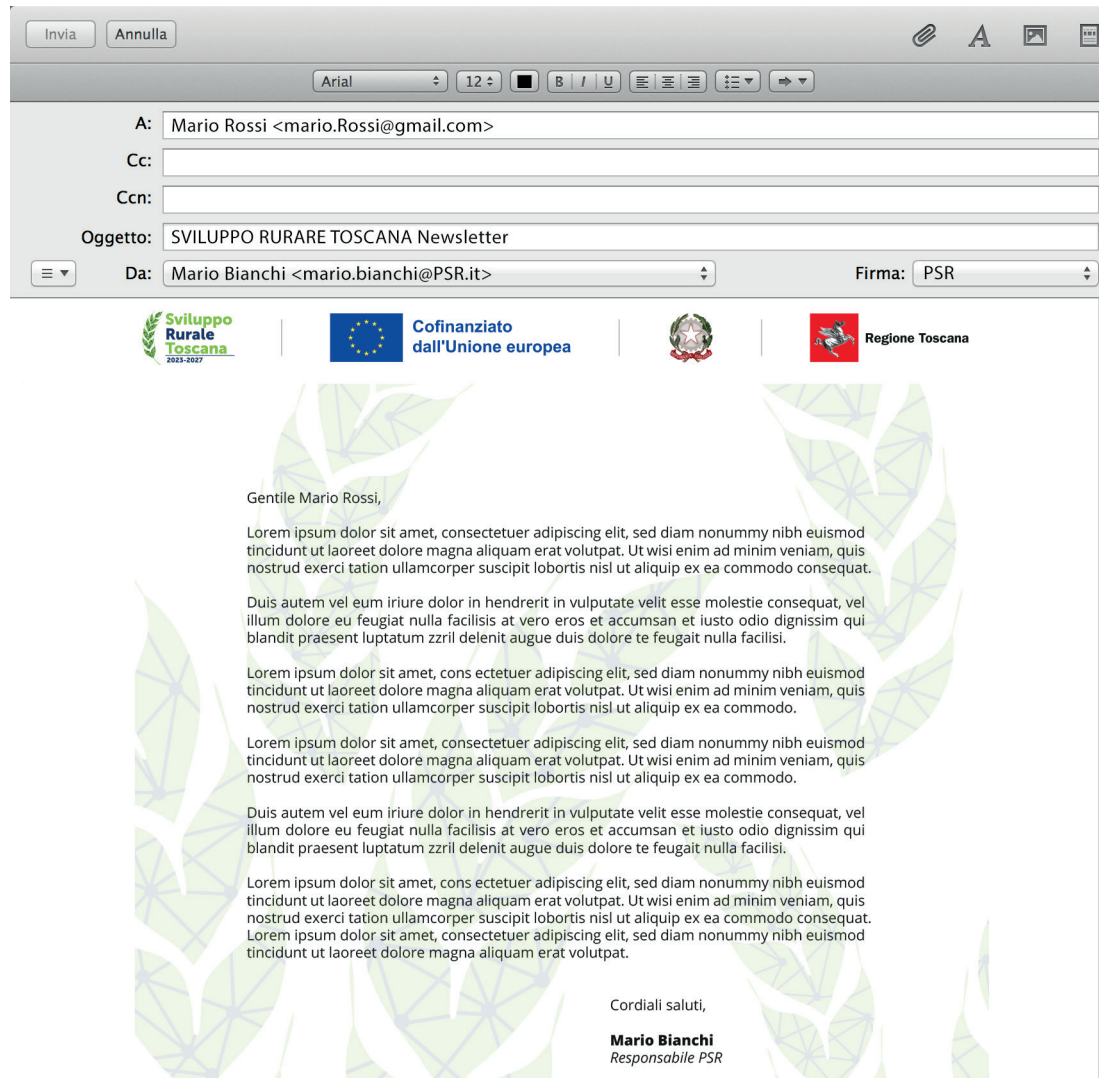 Invia Annulla
Arial 12 B I U
A: Mario Rossi <mario.Rossi@gmail.com>
Cc:
Ccn:
Oggetto: SVILUPPO RURARE TOSCANA Newsletter
Da: Mario Bianchi <mario.bianchi@PSR.it> Firma: PSR
Sviluppo
Rurale
Toscana
2023-2027
Cofinanziato
dall'Unione europea
Regione Toscana
Gentile Mario Rossi,
Lorem ipsum dolor sit amet, consectetuer adipiscing elit, sed diam nonummy nibh euismod
tincidunt ut laoreet dolore magna aliquam erat volutpat. Ut wisi enim ad minim veniam, quis
nostrud exerci tation ullamcorper suscipit lobortis nisl ut aliquip ex ea commodo consequat.
Duis autem vel eum iriure dolor in hendrerit in vulputate velit esse molestie consequat, vel
illum dolore eu feugiat nulla facilisis at vero eros et accumsan et iusto odio dignissim qui
blandit praesent luptatum zzril delenit augue duis dolore te feugait nulla facilisi.
Lorem ipsum dolor sit amet, cons ectetuer adipiscing elit, sed diam nonummy nibh euismod
tincidunt ut laoreet dolore magna aliquam erat volutpat. Ut wisi enim ad minim veniam, quis
nostrud exerci tation ullamcorper suscipit lobortis nisl ut aliquip ex ea commodo.
Lorem ipsum dolor sit amet, consectetuer adipiscing elit, sed diam nonummy nibh euismod
tincidunt ut laoreet dolore magna aliquam erat volutpat. Ut wisi enim ad minim veniam, quis
nostrud exerci tation ullamcorper suscipit lobortis nisl ut aliquip ex ea commodo.
Duis autem vel eum iriure dolor in hendrerit in vulputate velit esse molestie consequat, vel
illum dolore eu feugiat nulla facilisis at vero eros et accumsan et iusto odio dignissim qui
blandit praesent luptatum zzril delenit augue duis dolore te feugait nulla facilisi.
Lorem ipsum dolor sit amet, cons ectetuer adipiscing elit, sed diam nonummy nibh euismod
tincidunt ut laoreet dolore magna aliquam erat volutpat. Ut wisi enim ad minim veniam, quis
nostrud exerci tation ullamcorper suscipit lobortis nisl ut aliquip ex ea commodo consequat.
Lorem ipsum dolor sit amet, consectetuer adipiscing elit, sed diam nonummy nibh euismod
tincidunt ut laoreet dolore magna aliquam erat volutpat.
Cordiali saluti,
Mario Bianchi
Responsabile PSR